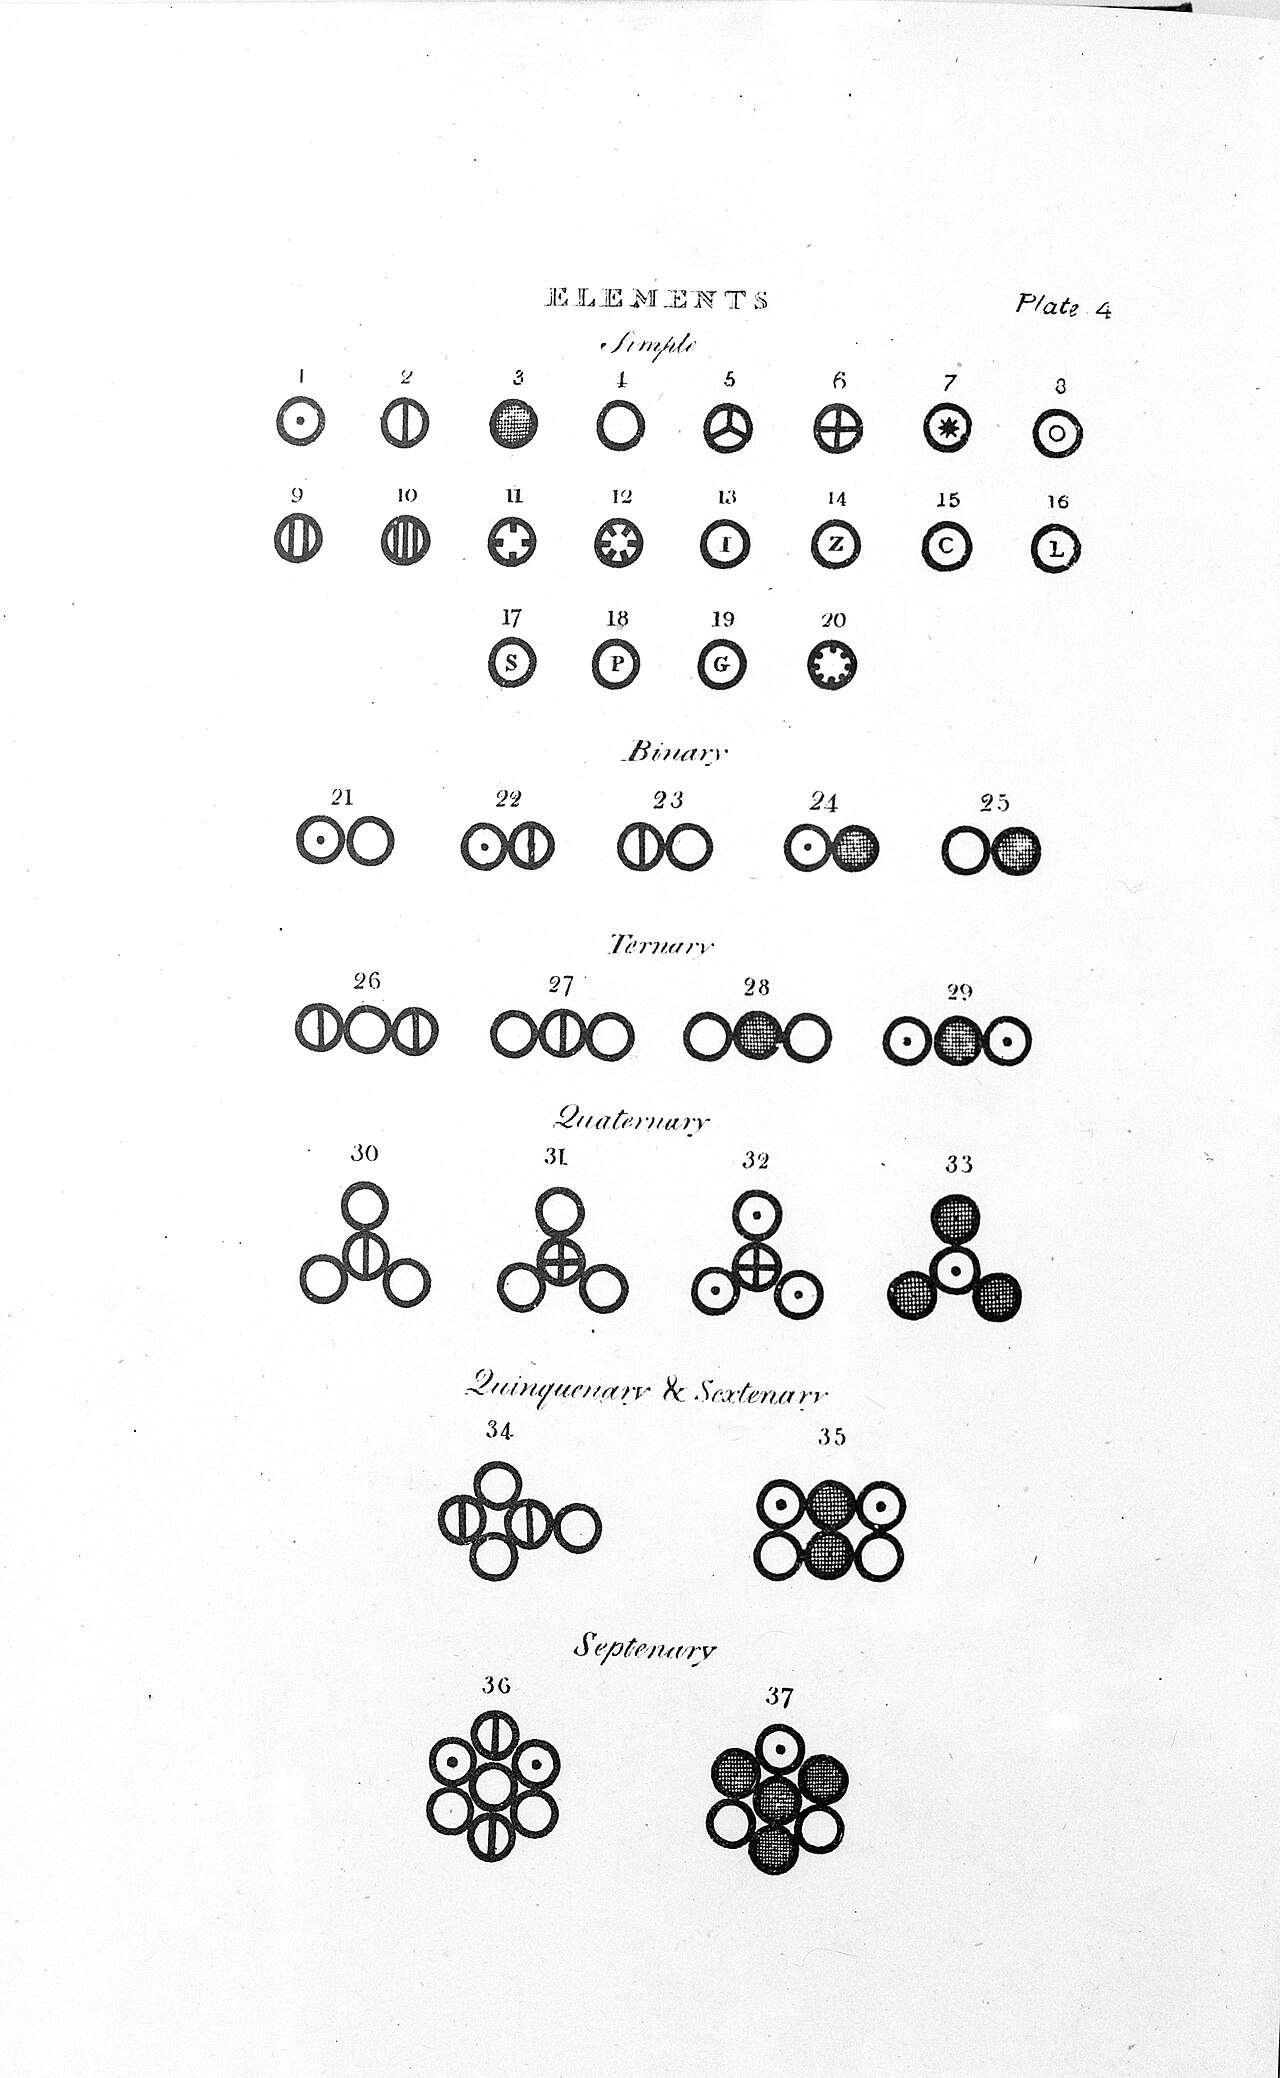 ELEMENTS
Plate 4
Simple
1 2 3 4 5 6 7 8
9 10 11 12 13 14 15 16
I Z C L
17 18 19 20
S P G
Binary
21 22 23 24 25
Ternary
26 27 28 29
Quaternary
30 31 32 33
Quinquenary & Sextenary
34 35
Septenary
36 37